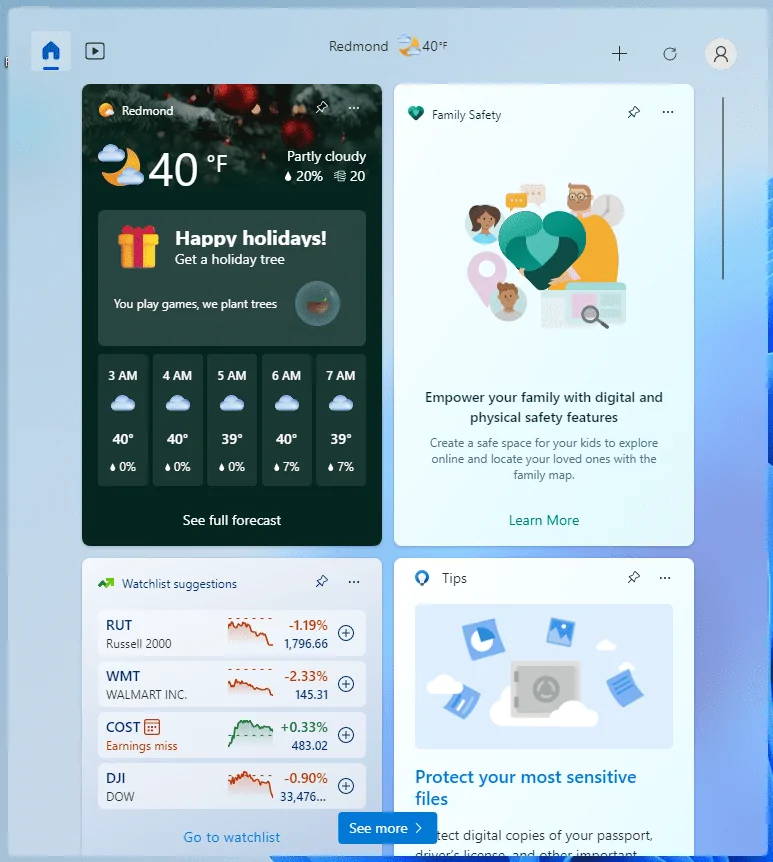 Redmond 40°F
Redmond
40 °F
Partly cloudy
20% 20
Happy holidays!
Get a holiday tree
You play games, we plant trees
3 AM 4 AM 5 AM 6 AM 7 AM
40° 40° 39° 40° 39°
0% 0% 0% 7% 7%
See full forecast
Family Safety
Empower your family with digital and
physical safety features
Create a safe space for your kids to explore
online and locate your loved ones with the
family map.
Learn More
Watchlist suggestions
RUT -1.19%
Russell 2000 1,796.66
WMT -2.33%
WALMART INC. 145.31
COST +0.33%
Earnings miss 483.02
DJI -0.90%
DOW 33,476...
Go to watchlist
Tips
Protect your most sensitive
files
digital copies of your passport,
driver's license, and other important
See more